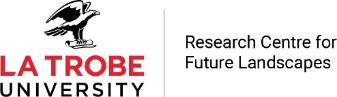 LA TROBE
UNIVERSITY
Research Centre for
Future Landscapes